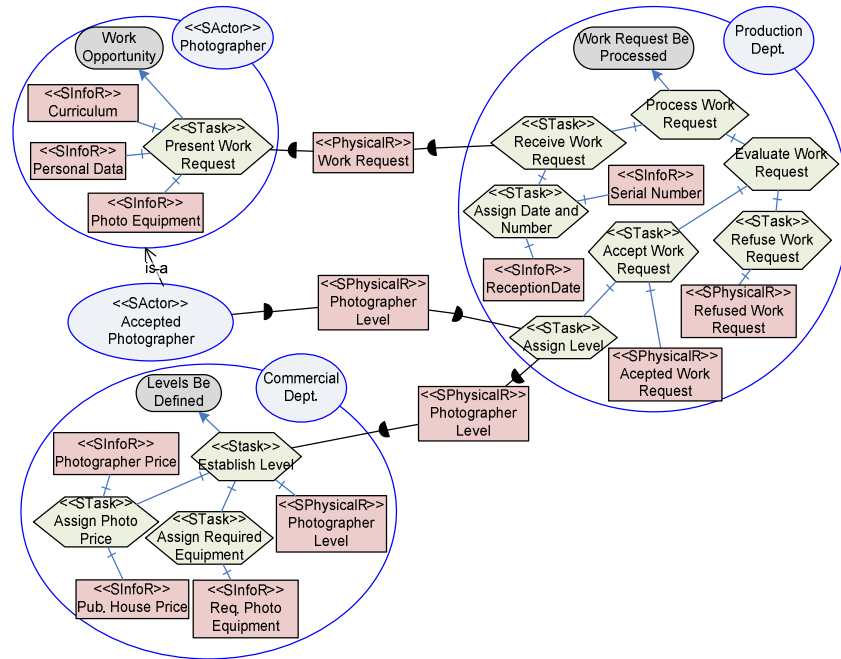 Work
Opportunity
<<SActor>>
Photographer
<<SInfoR>>
Curriculum
<<STask>>
Present Work
Request
<<SInfoR>>
Personal Data
<<SInfoR>>
Photo Equipment
<<PhysicalR>>
Work Request
Work Request Be
Processed
Production
Dept.
Process Work
Request
<<STask>>
Receive Work
Request
Evaluate Work
Request
<<STask>>
Assign Date and
Number
<<SInfoR>>
Serial Number
<<STask>>
Accept Work
Request
<<STask>>
Refuse Work
Request
<<SInfoR>>
ReceptionDate
<<SPhysicalR>>
Refused Work
Request
<<STask>>
Assign Level
<<SPhysicalR>>
Acepted Work
Request
is a
<<SActor>>
Accepted
Photographer
<<SPhysicalR>>
Photographer
Level
<<SPhysicalR>>
Photographer
Level
Levels Be
Defined
Commercial
Dept.
<<Stask>>
Establish Level
<<SInfoR>>
Photographer Price
<<STask>>
Assign Photo
Price
<<STask>>
Assign Required
Equipment
<<SPhysicalR>>
Photographer
Level
<<SInfoR>>
Pub. House Price
<<SInfoR>>
Req. Photo
Equipment